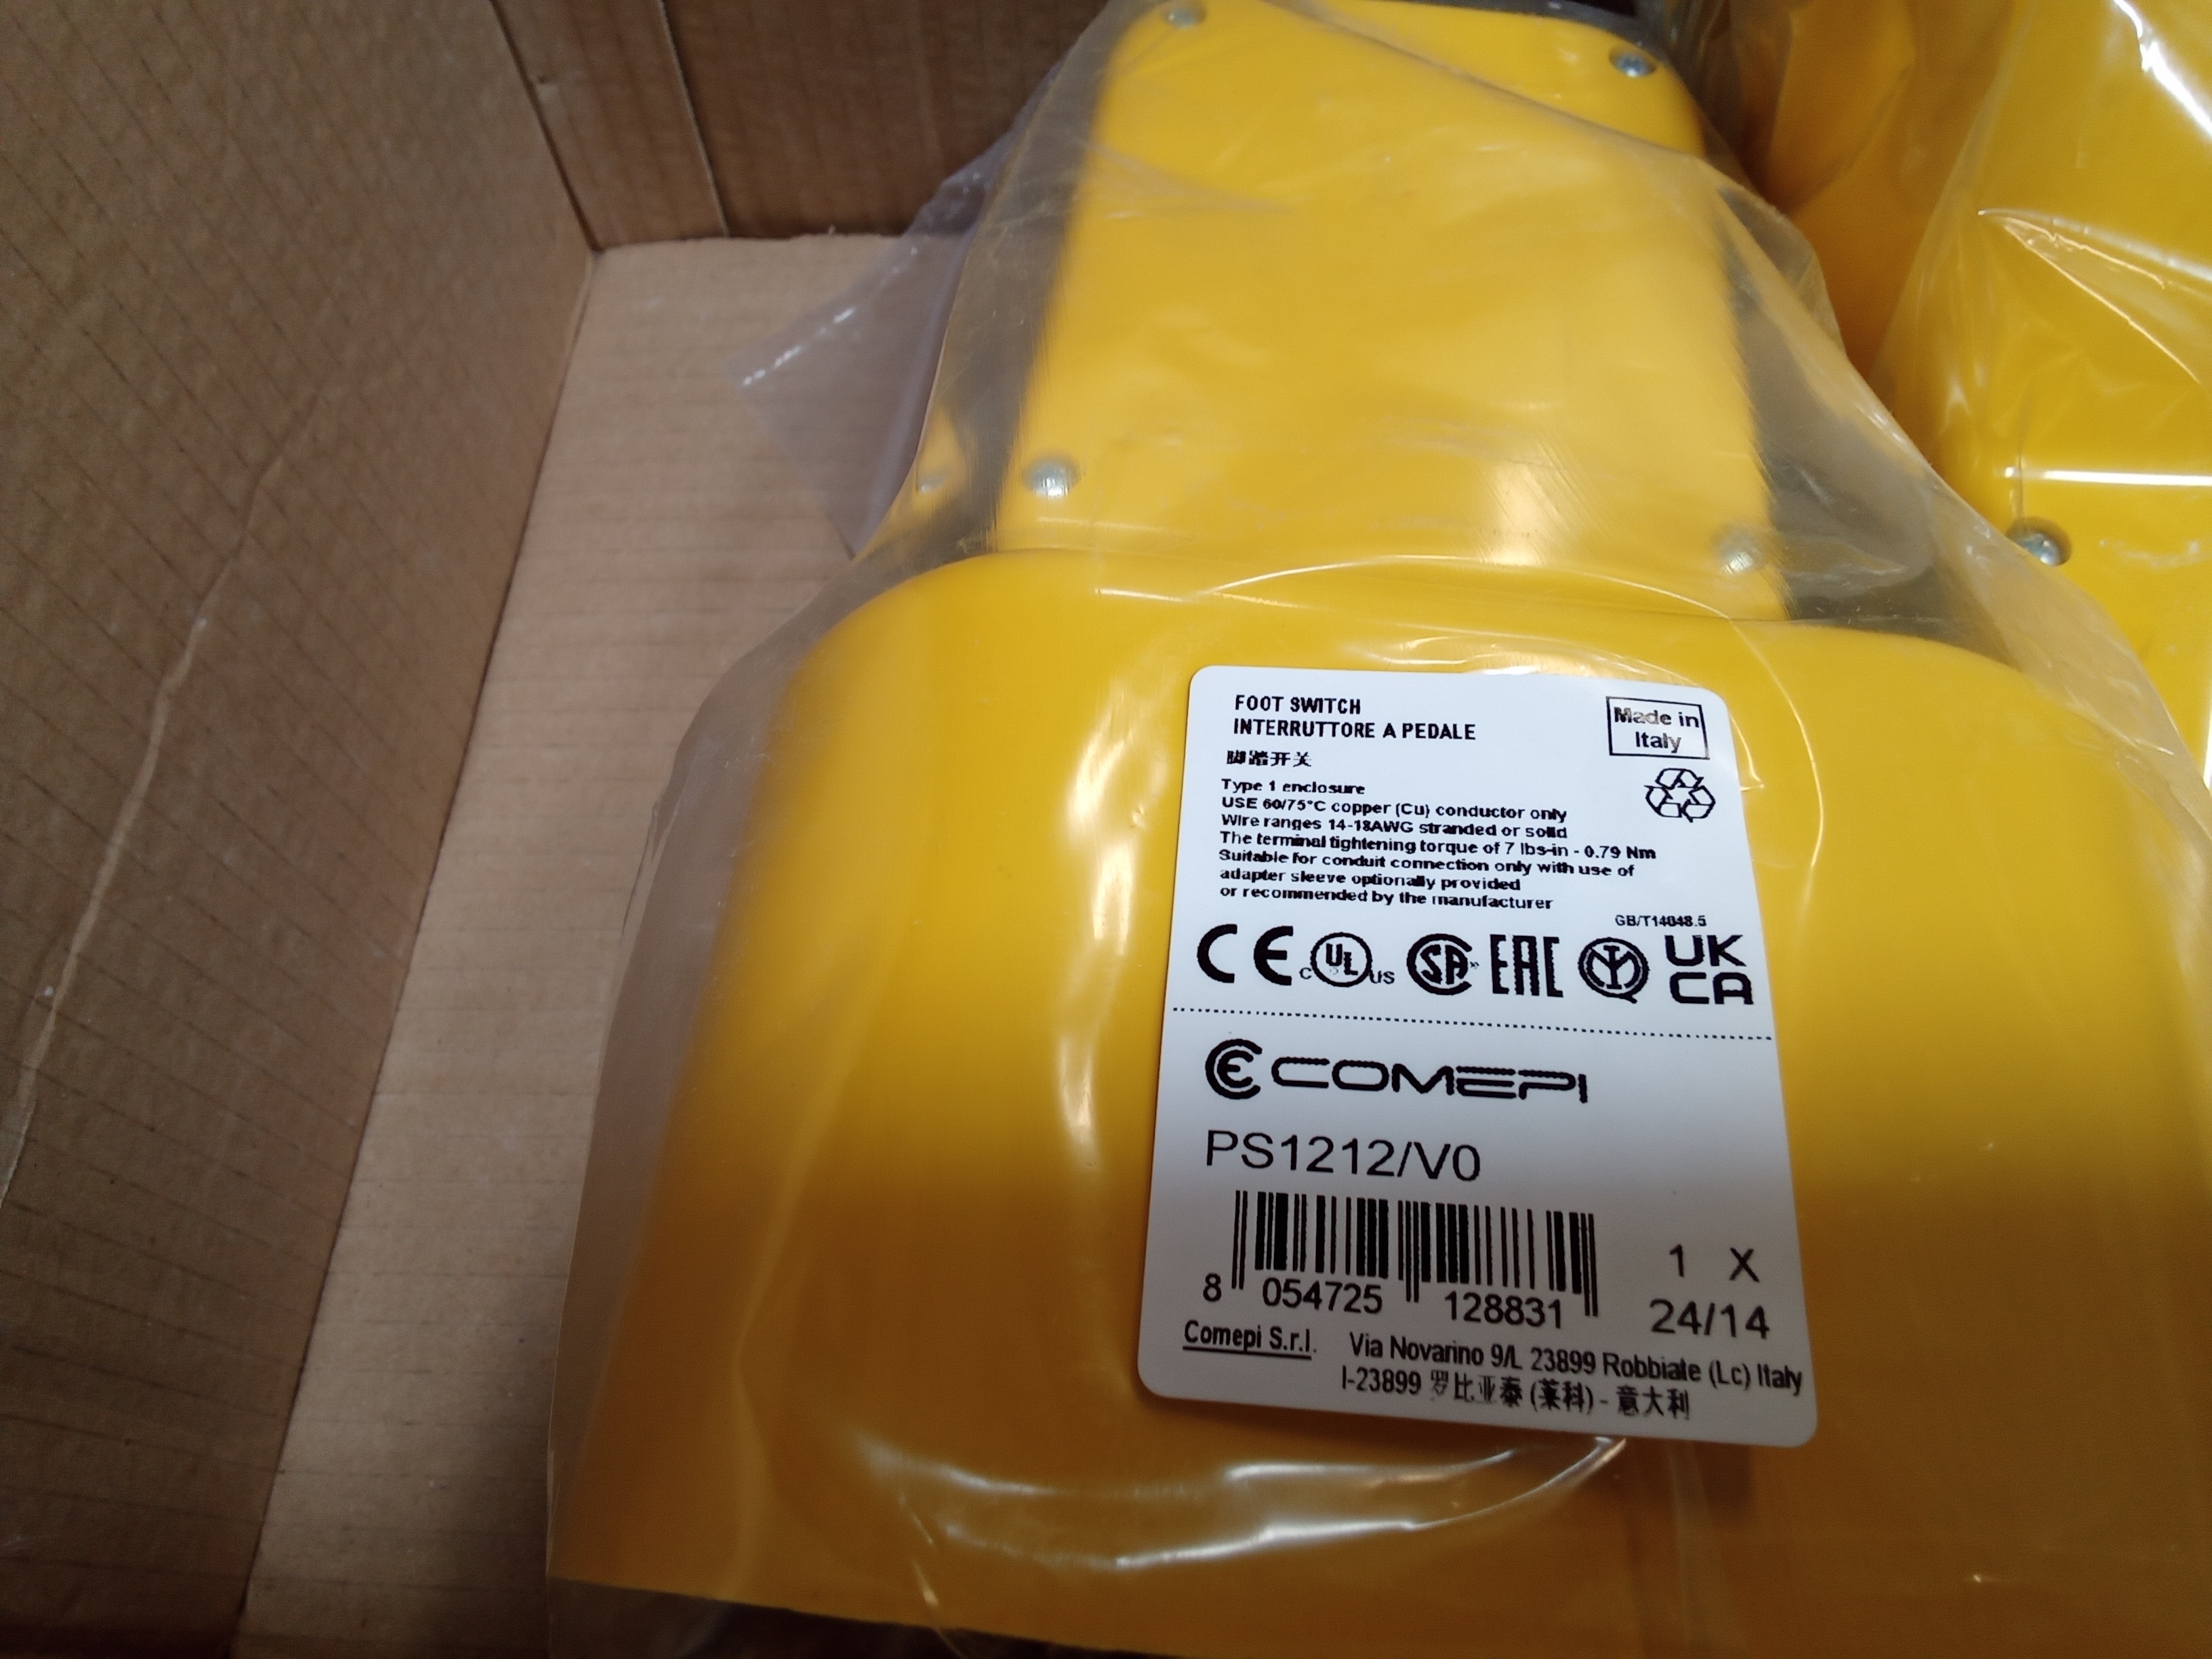 FOOT SWITCH
INTERRUTTORE A PEDALE
脚踏开关
Made in
Italy
Type 1 enclosure
USE 60/75°C copper (Cu) conductor only
Wire ranges 14-18AWG stranded or solid
The terminal tightening torque of 7 lbs-in - 0.79 Nm
Suitable for conduit connection only with use of
adapter sleeve optionally provided
or recommended by the manufacturer
GB/T14048.5
CE C UL US SA EAC UK
CA
COMEPI
PS1212/V0
8 054725 128831
1 X
24/14
Comepi S.r.l. Via Novarino 9/L 23899 Robbiate (Lc) Italy
I-23899 罗比亚泰 (莱科) - 意大利